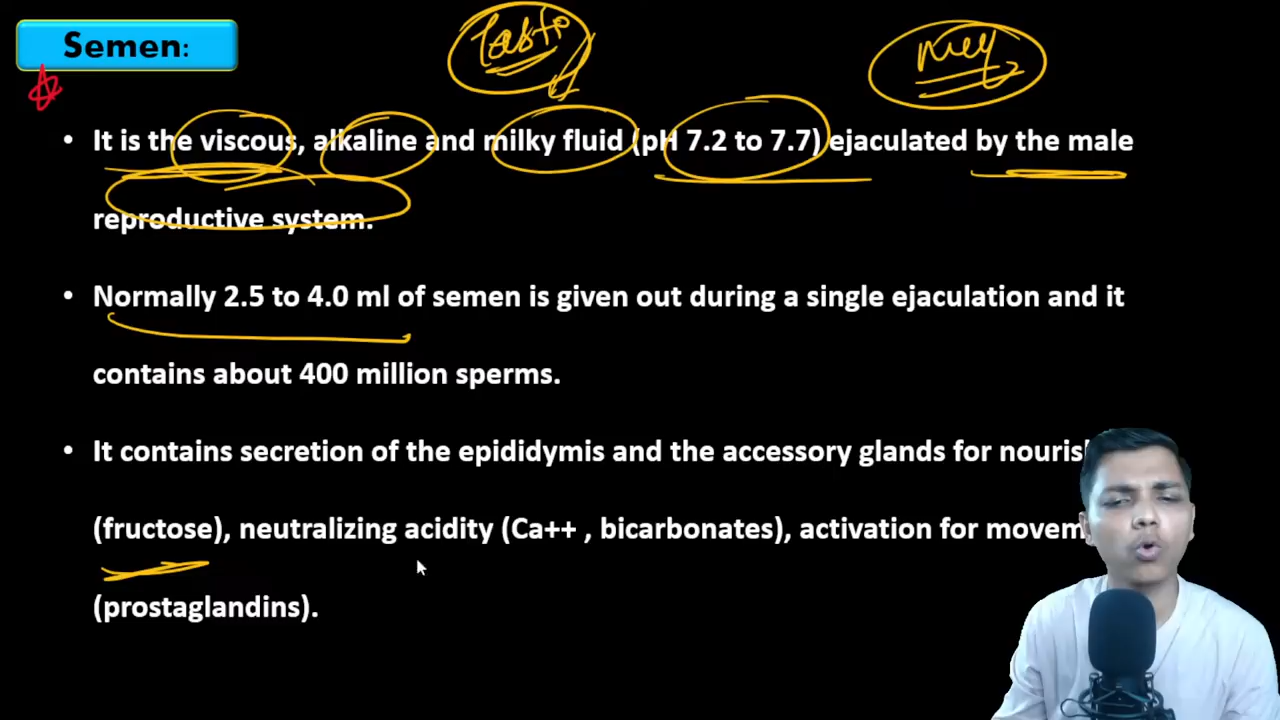 Semen:
• It is the viscous, alkaline and milky fluid (pH 7.2 to 7.7) ejaculated by the male
reproductive system.
• Normally 2.5 to 4.0 ml of semen is given out during a single ejaculation and it
contains about 400 million sperms.
• It contains secretion of the epididymis and the accessory glands for nouris
(fructose), neutralizing acidity (Ca++ , bicarbonates), activation for movem
(prostaglandins).